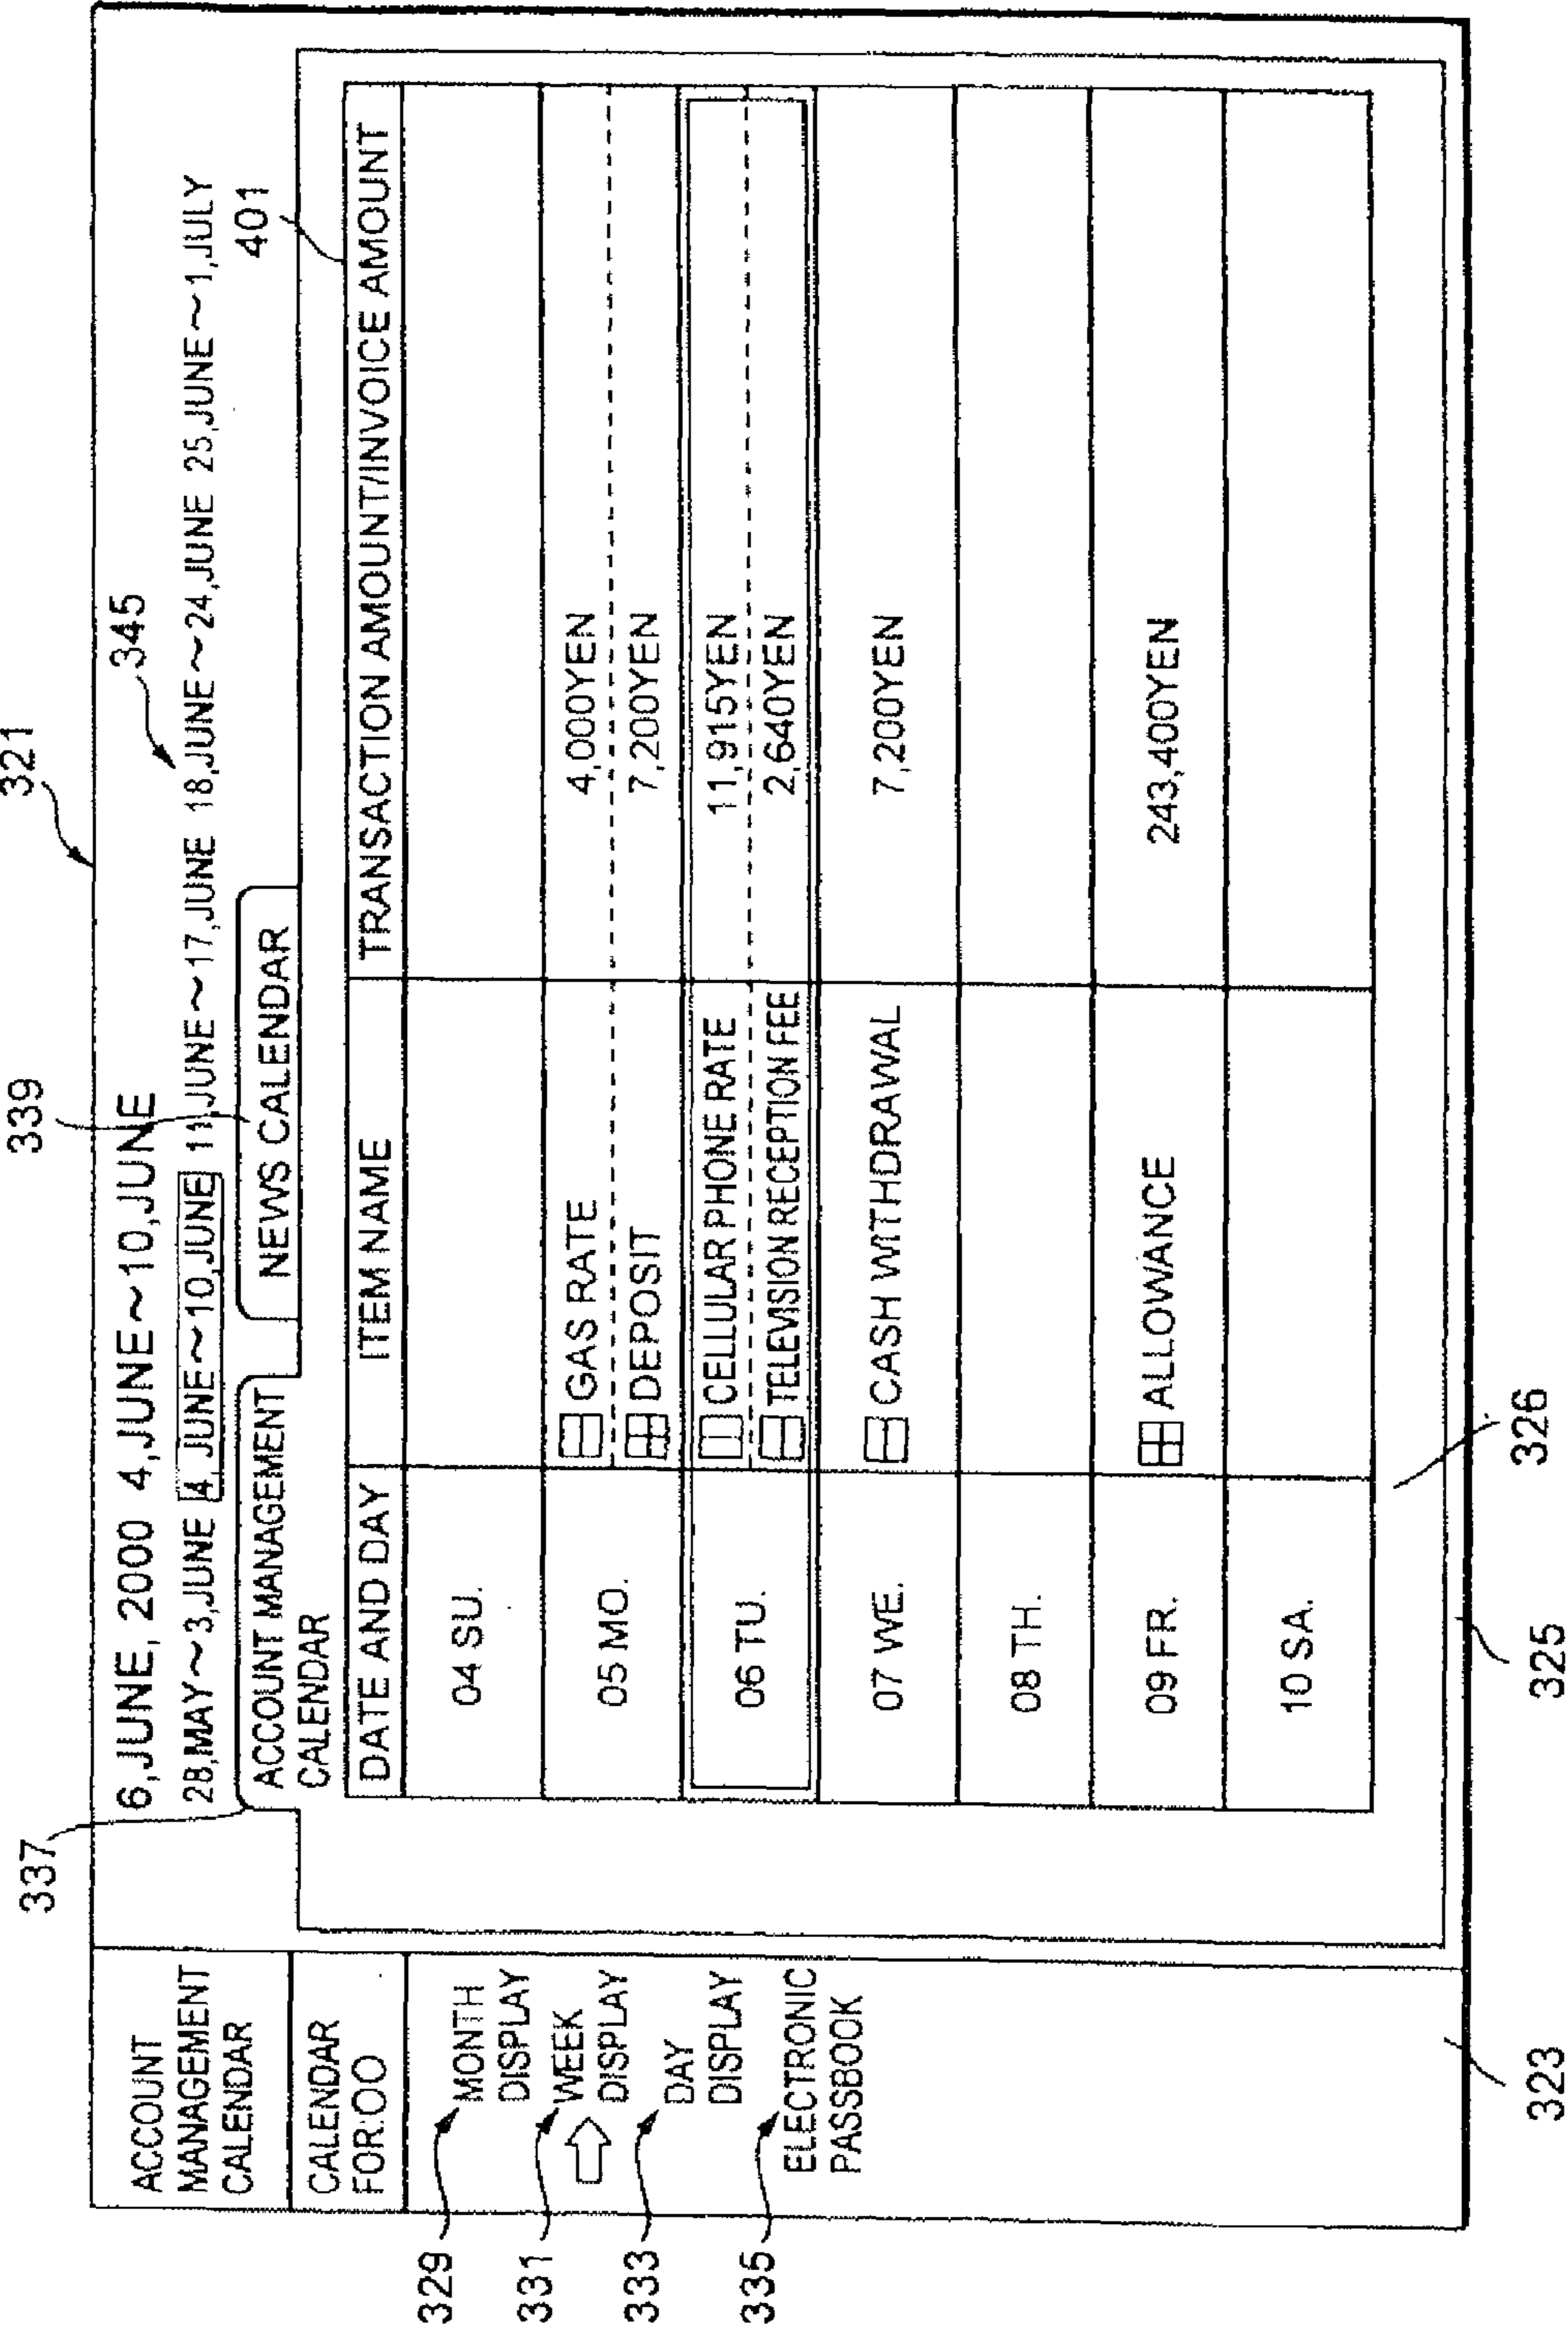 321
339
345
337
401
ACCOUNT
MANAGEMENT
CALENDAR
CALENDAR
FOR:OO
329
MONTH
DISPLAY
331
WEEK
DISPLAY
333
DAY
DISPLAY
335
ELECTRONIC
PASSBOOK
6,JUNE, 2000 4,JUNE~10,JUNE
28,MAY~3,JUNE 4, JUNE~10,JUNE 11,JUNE~17,JUNE 18,JUNE~24,JUNE 25,JUNE~1,JULY
ACCOUNT MANAGEMENT
CALENDAR
NEWS CALENDAR
DATE AND DAY ITEM NAME TRANSACTION AMOUNT/INVOICE AMOUNT
04 SU.
05 MO.
GAS RATE 4,000YEN
DEPOSIT 7,200YEN
06 TU.
CELLULAR PHONE RATE 11,915YEN
TELEVISION RECEPTION FEE 2,640YEN
07 WE. CASH WITHDRAWAL 7,200YEN
08 TH.
09 FR. ALLOWANCE 243,400YEN
10 SA.
323
325
326